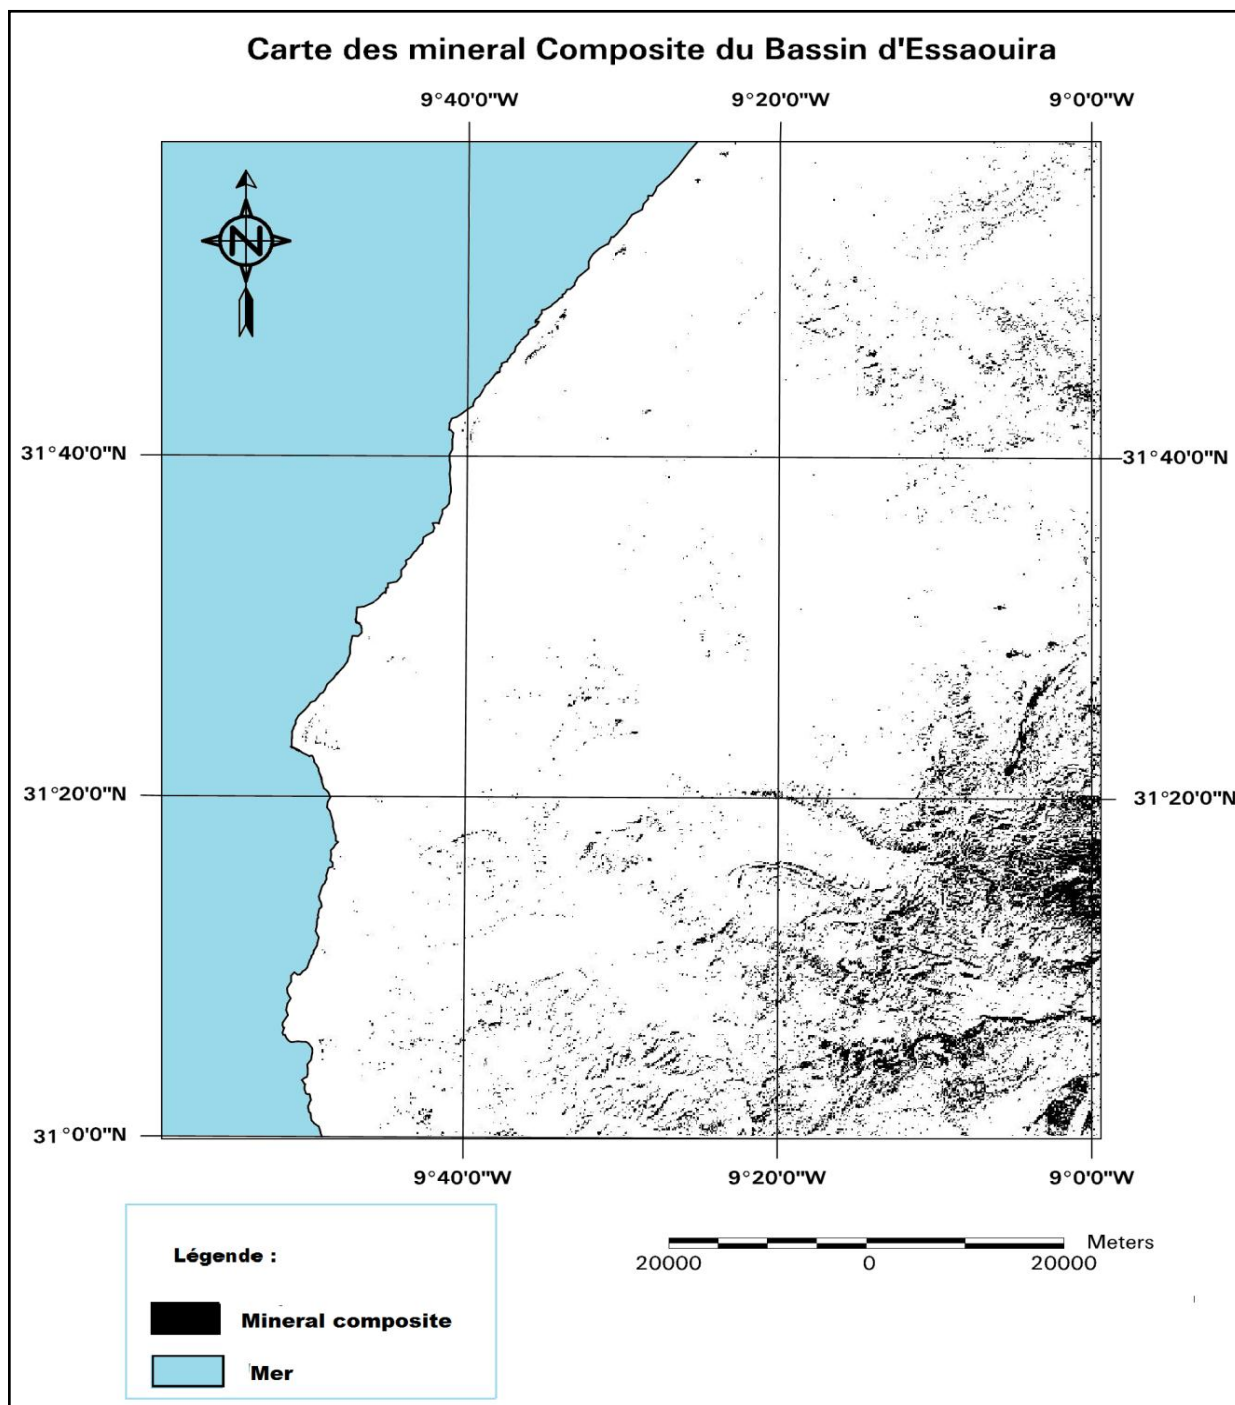 Carte des mineral Composite du Bassin d'Essaouira
9°40'0"W 9°20'0"W 9°0'0"W
N
31°40'0"N 31°40'0"N
31°20'0"N 31°20'0"N
31°0'0"N
9°40'0"W 9°20'0"W 9°0'0"W
Légende :
Mineral composite
Mer
Meters
20000 0 20000